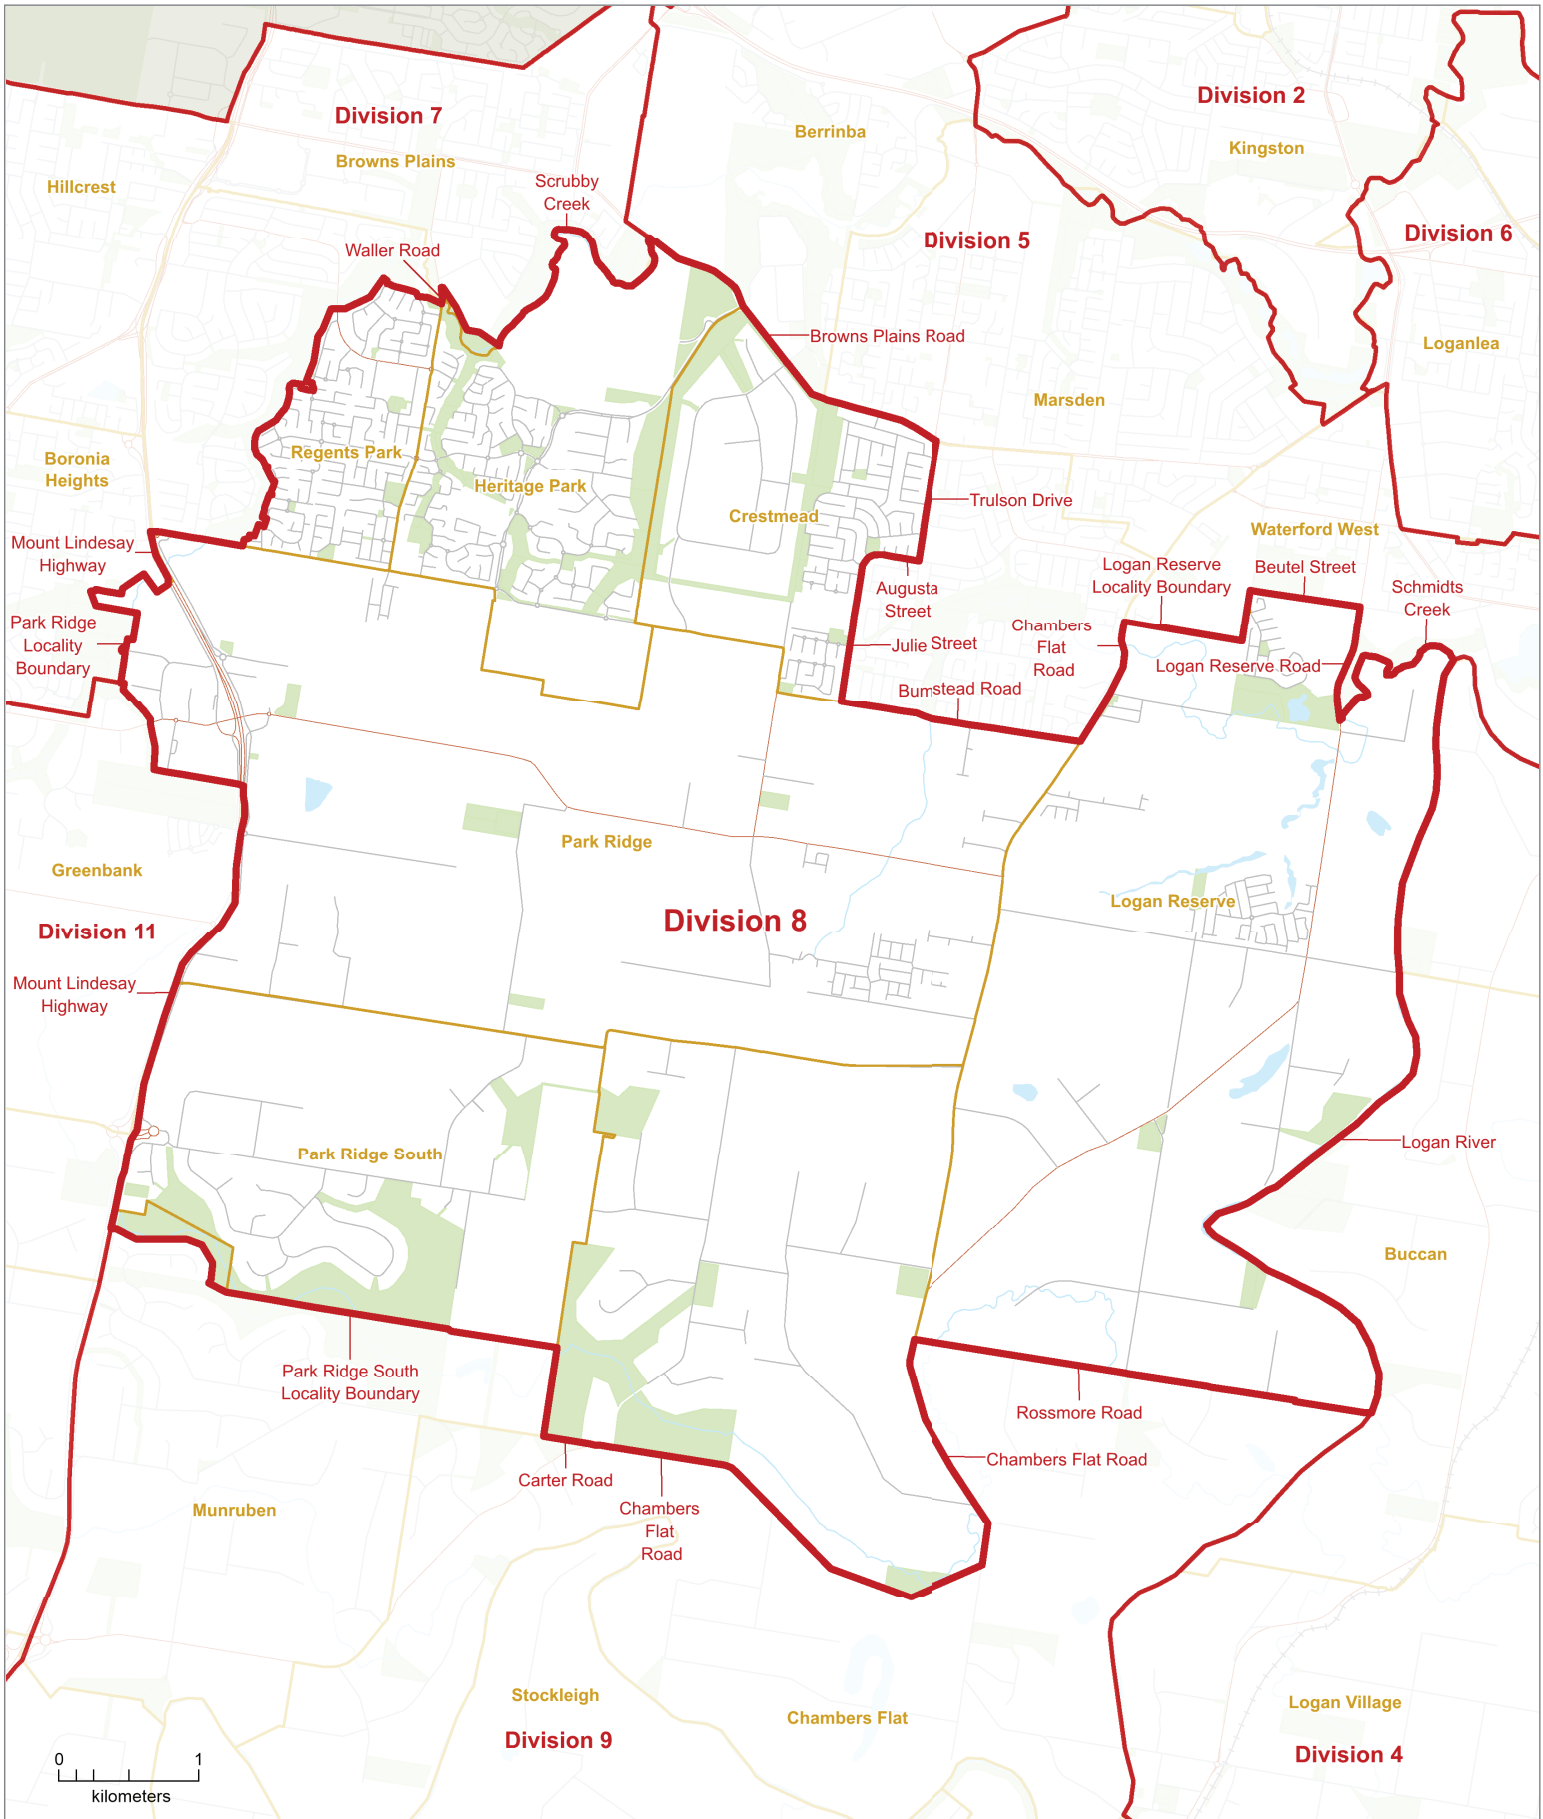 Division 7
Browns Plains
Hillcrest
Scrubby
Creek
Waller Road
Berrinba
Division 2
Kingston
Division 5
Division 6
Loganlea
Browns Plains Road
Marsden
Boronia
Heights
Regents Park
Heritage Park
Crestmead
Trulson Drive
Waterford West
Mount Lindesay
Highway
Logan Reserve
Locality Boundary
Beutel Street
Schmidts
Creek
Augusta
Street
Park Ridge
Locality
Boundary
Julie Street
Chambers
Flat
Road
Logan Reserve Road
Bumstead Road
Park Ridge
Greenbank
Division 8
Logan Reserve
Division 11
Mount Lindesay
Highway
Park Ridge South
Logan River
Buccan
Park Ridge South
Locality Boundary
Rossmore Road
Chambers Flat Road
Carter Road
Chambers
Flat
Road
Munruben
Stockleigh
Chambers Flat
Division 9
Logan Village
Division 4
0 1
kilometers